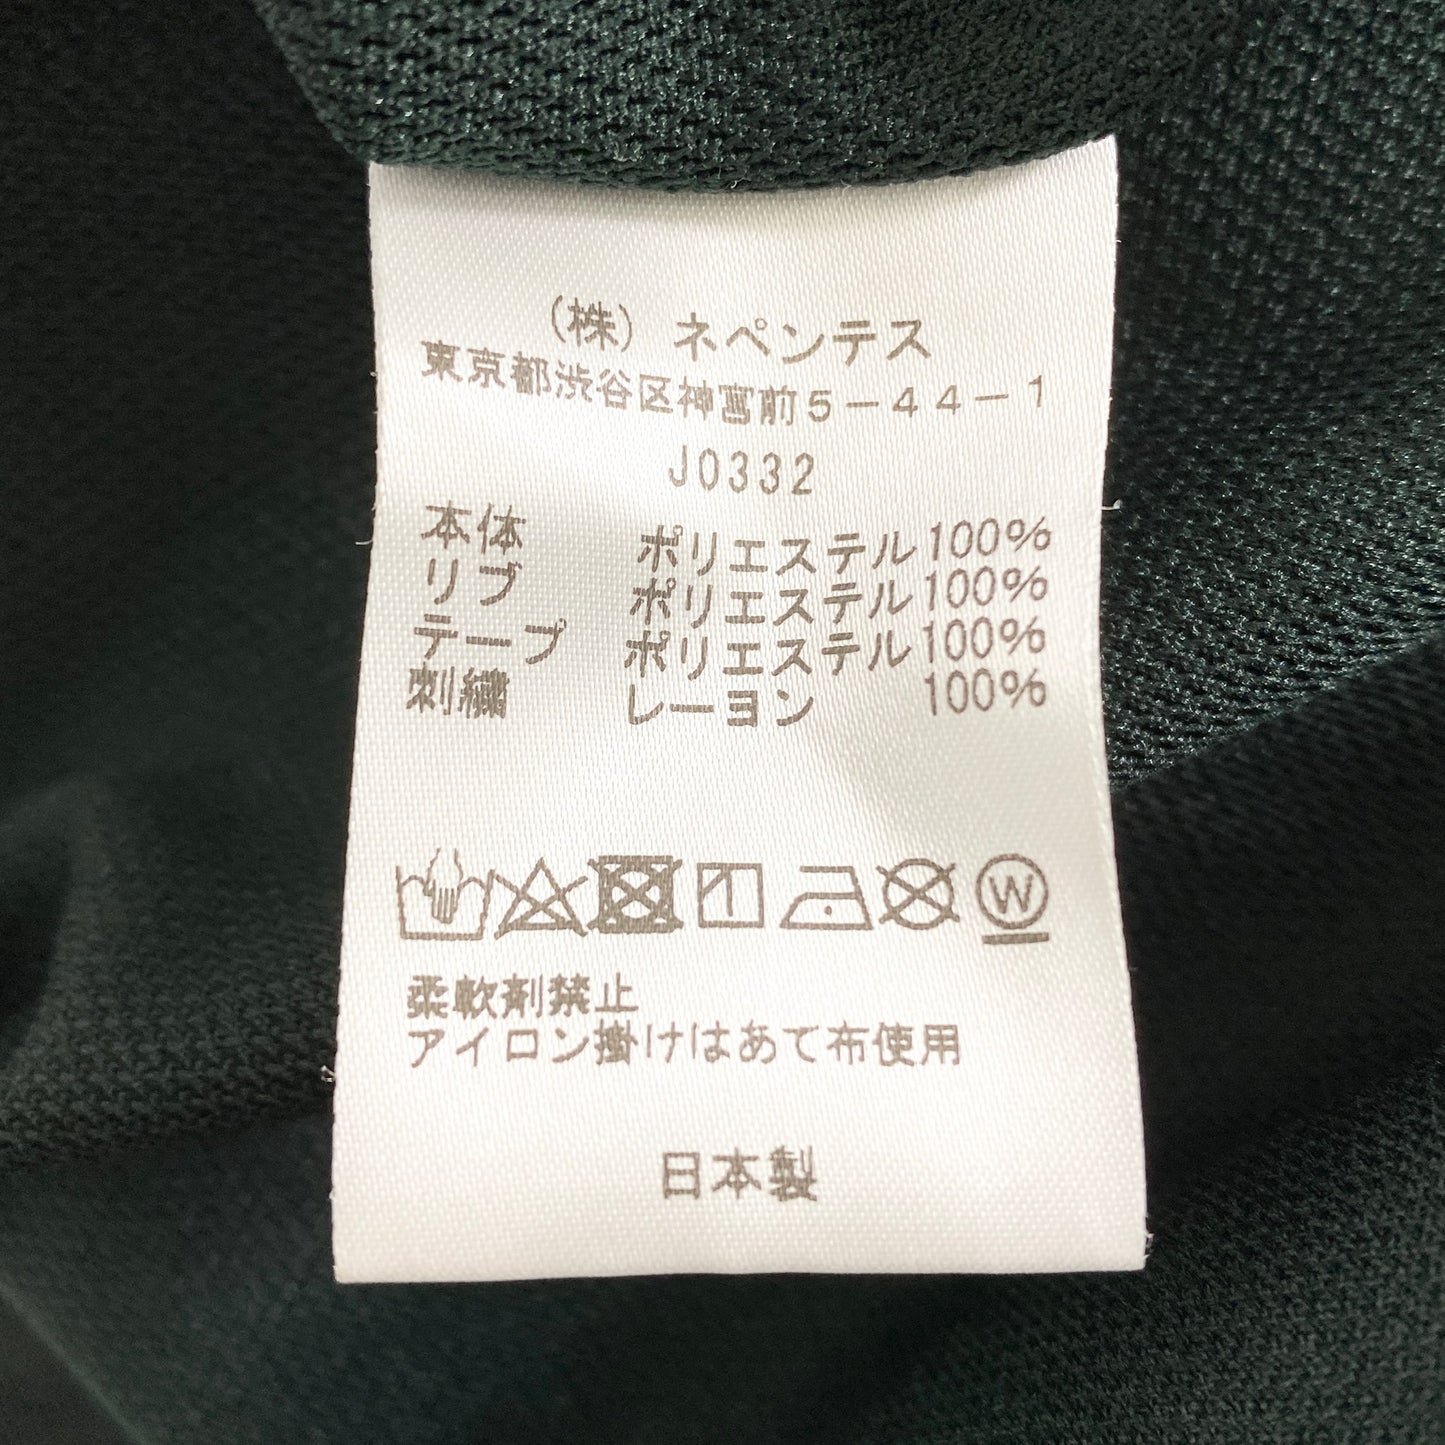 (株) ネペンテス
東京都渋谷区神宮前5-44-1
J0332
本体 ポリエステル100%
リブ ポリエステル100%
テープ ポリエステル100%
刺繍 レーヨン 100%
W
柔軟剤禁止
アイロン掛けはあて布使用
日本製